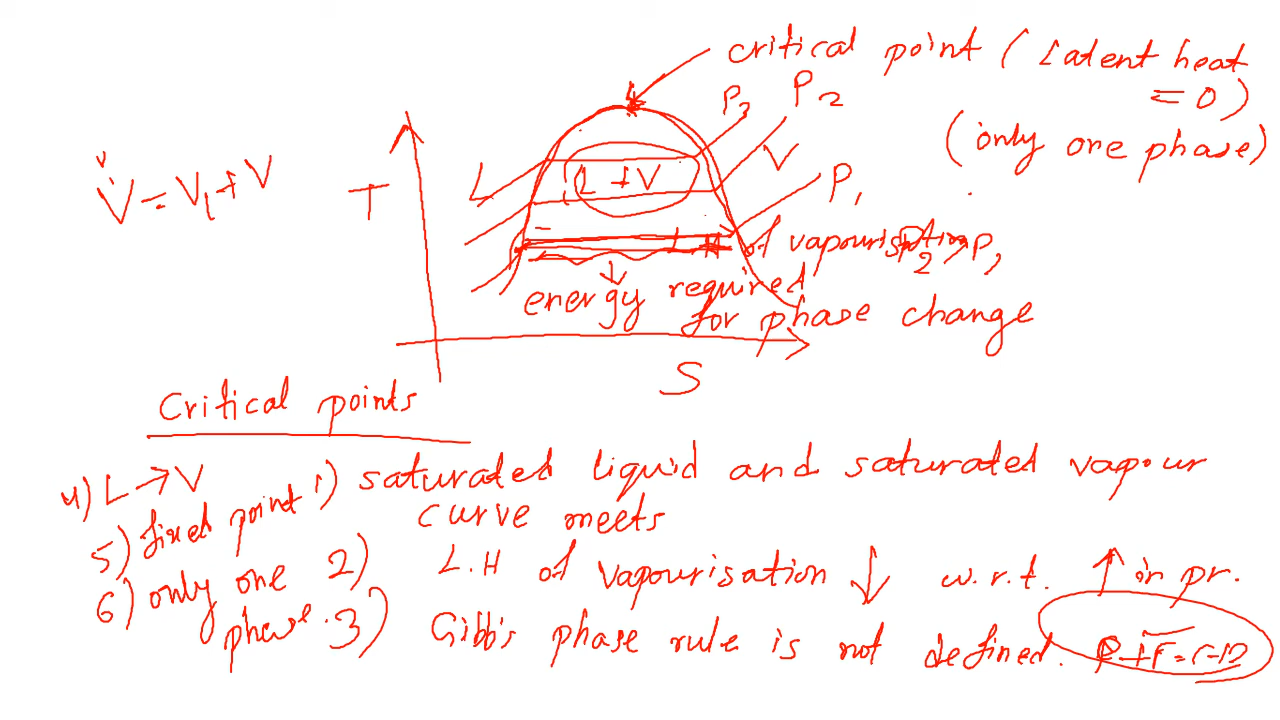 critical point ( Latent heat
= 0 )
( only one phase )
P3
P2
L
L + V
V
P1
V = VL + V
T
L.H of vapourisation
P2 > P1
energy required
for phase change
S
Critical points
1) saturated liquid and saturated vapour
curve meets
2) L.H of vapourisation ↓ w.r.t. ↑ in pr.
3) Gibb's phase rule is not defined.
4) L → V
5) fixed point
6) only one
phase.